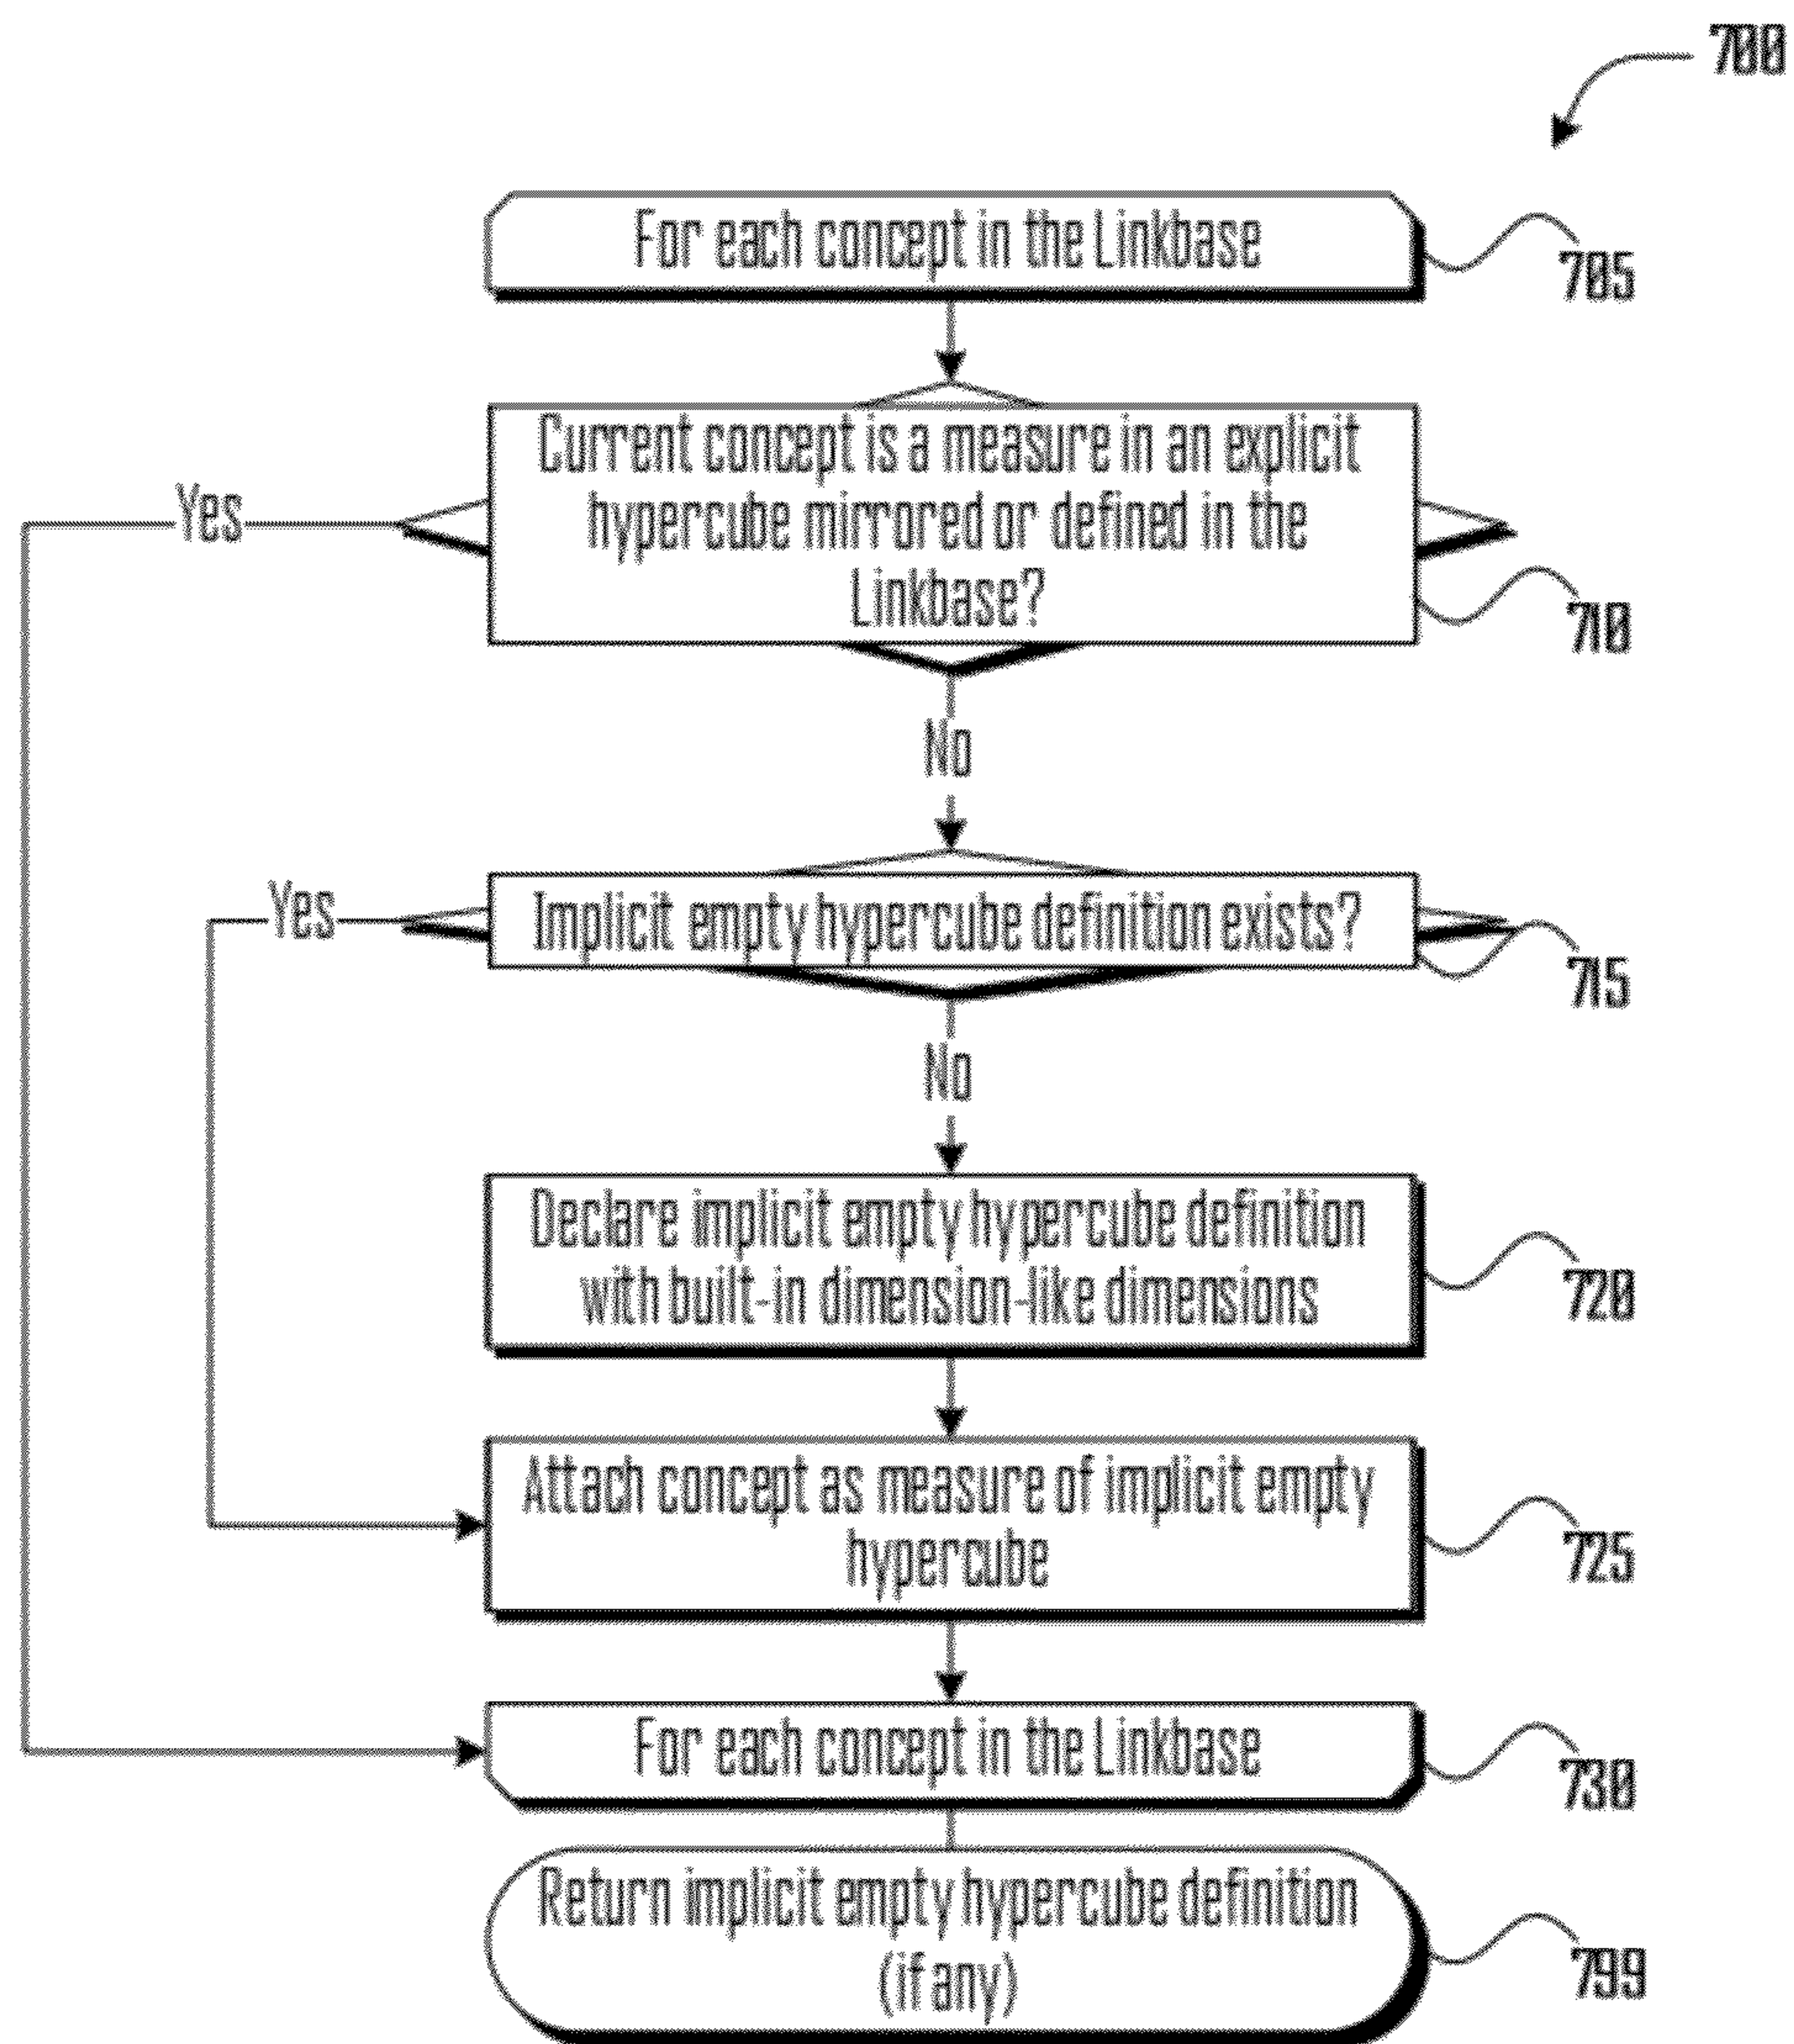 700
For each concept in the Linkbase
705
Current concept is a measure in an explicit
hypercube mirrored or defined in the
Linkbase?
Yes
710
No
Implicit empty hypercube definition exists?
Yes
715
No
Declare implicit empty hypercube definition
with built-in dimension-like dimensions
720
Attach concept as measure of implicit empty
hypercube
725
For each concept in the Linkbase
730
Return implicit empty hypercube definition
(if any)
799